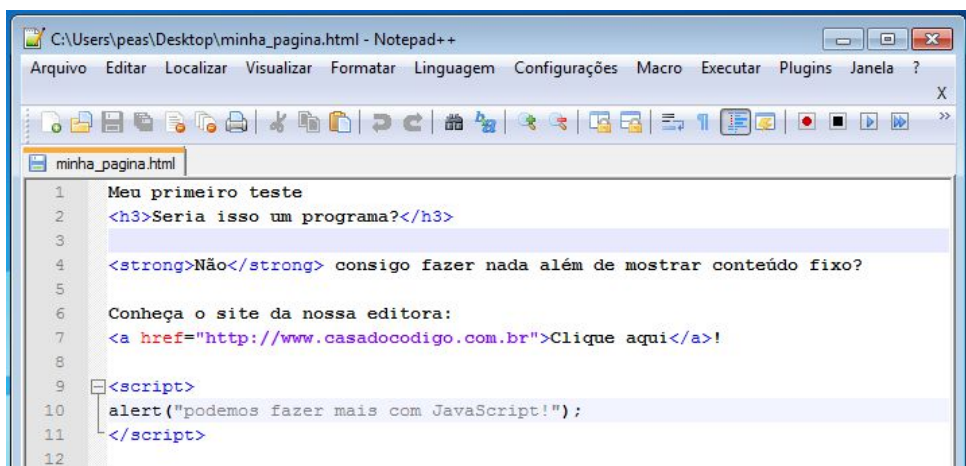 C:\Users\peas\Desktop\minha_pagina.html - Notepad++
Arquivo Editar Localizar Visualizar Formatar Linguagem Configurações Macro Executar Plugins Janela ?
X
minha_pagina.html
1 Meu primeiro teste
2 <h3>Seria isso um programa?</h3>
3
4 <strong>Não</strong> consigo fazer nada além de mostrar conteúdo fixo?
5
6 Conheça o site da nossa editora:
7 <a href="http://www.casadocodigo.com.br">Clique aqui</a>!
8
9 <script>
10 alert("podemos fazer mais com JavaScript!");
11 </script>
12